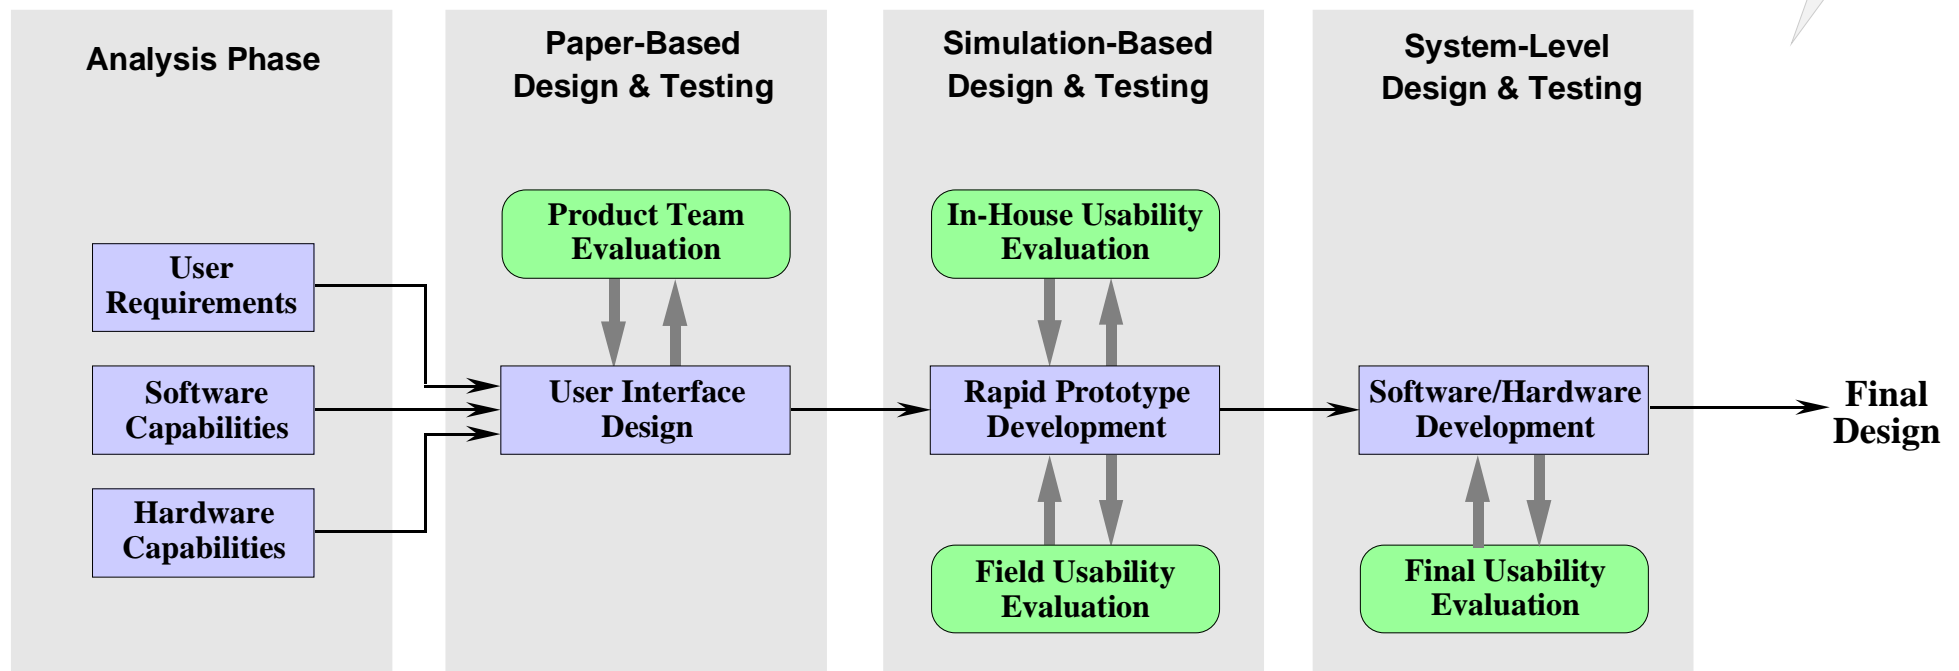 Analysis Phase
Paper-Based
Design & Testing
Simulation-Based
Design & Testing
System-Level
Design & Testing
User
Requirements
Software
Capabilities
Hardware
Capabilities
Product Team
Evaluation
User Interface
Design
In-House Usability
Evaluation
Rapid Prototype
Development
Field Usability
Evaluation
Software/Hardware
Development
Final Usability
Evaluation
Final
Design